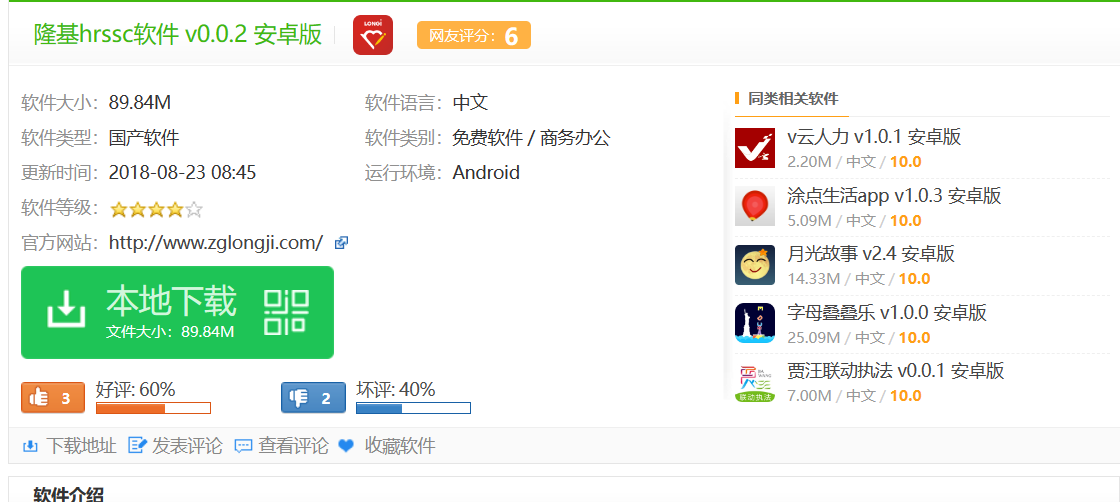 隆基hrssc软件 v0.0.2 安卓版
LONGi
网友评分：6
软件大小：89.84M
软件语言：中文
软件类型：国产软件
软件类别：免费软件 / 商务办公
更新时间：2018-08-23 08:45
运行环境：Android
软件等级：
官方网站：http://www.zglongji.com/
本地下载
文件大小：89.84M
3
好评: 60%
2
坏评: 40%
下载地址
发表评论
查看评论
收藏软件
同类相关软件
v云人力 v1.0.1 安卓版
2.20M / 中文 / 10.0
涂点生活app v1.0.3 安卓版
5.09M / 中文 / 10.0
月光故事 v2.4 安卓版
14.33M / 中文 / 10.0
字母叠叠乐 v1.0.0 安卓版
25.09M / 中文 / 10.0
贾汪联动执法 v0.0.1 安卓版
7.00M / 中文 / 10.0
联动执法
软件介绍